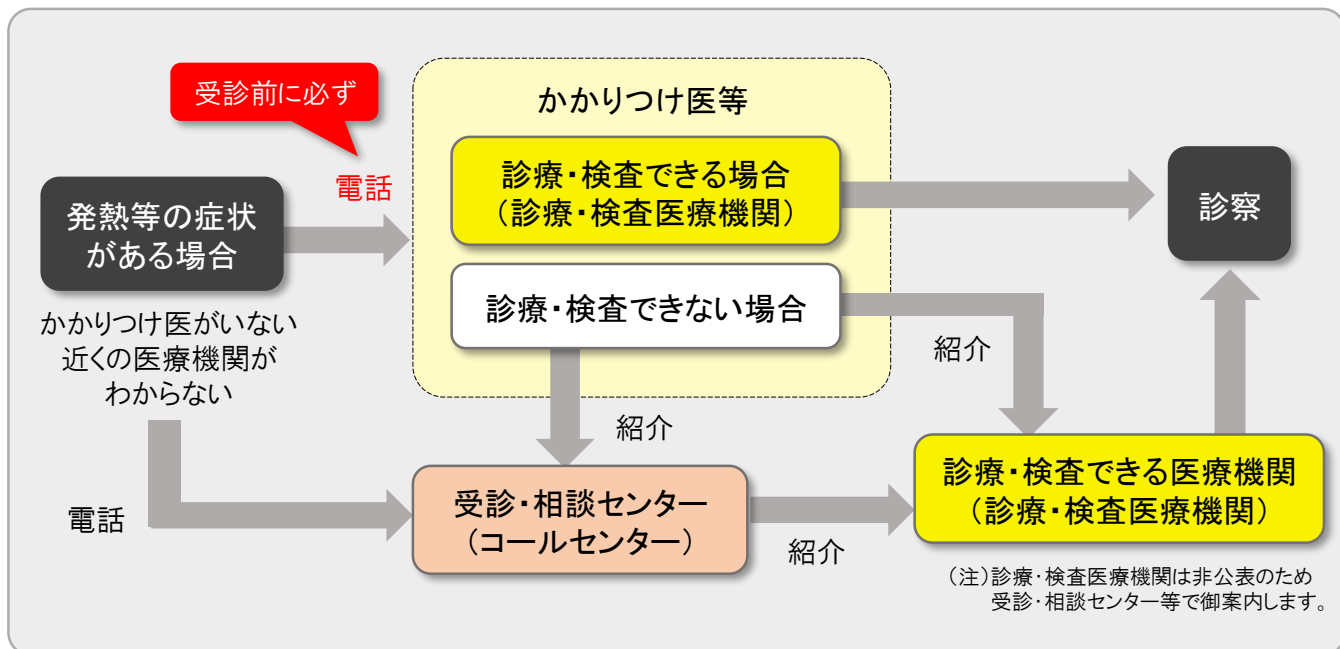 受診前に必ず
電話
発熱等の症状
がある場合
かかりつけ医がいない
近くの医療機関が
わからない
電話
かかりつけ医等
診療・検査できる場合
（診療・検査医療機関）
診療・検査できない場合
紹介
紹介
診察
受診・相談センター
（コールセンター）
紹介
診療・検査できる医療機関
（診療・検査医療機関）
（注）診療・検査医療機関は非公表のため
受診・相談センター等で御案内します。